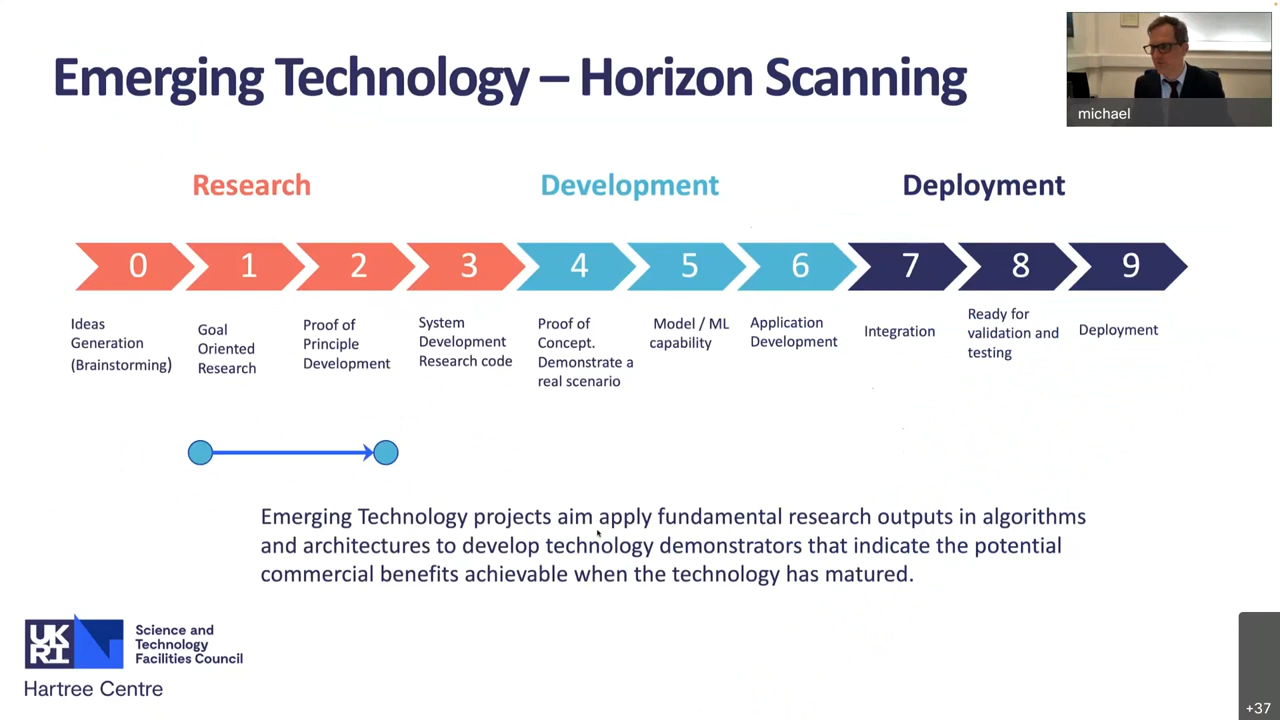 Emerging Technology – Horizon Scanning
michael
Research
Development
Deployment
0
1
2
3
4
5
6
7
8
9
Ideas
Generation
(Brainstorming)
Goal
Oriented
Research
Proof of
Principle
Development
System
Development
Research code
Proof of
Concept.
Demonstrate a
real scenario
Model / ML
capability
Application
Development
Integration
Ready for
validation and
testing
Deployment
Emerging Technology projects aim apply fundamental research outputs in algorithms
and architectures to develop technology demonstrators that indicate the potential
commercial benefits achievable when the technology has matured.
UK
RI
Science and
Technology
Facilities Council
Hartree Centre
+37